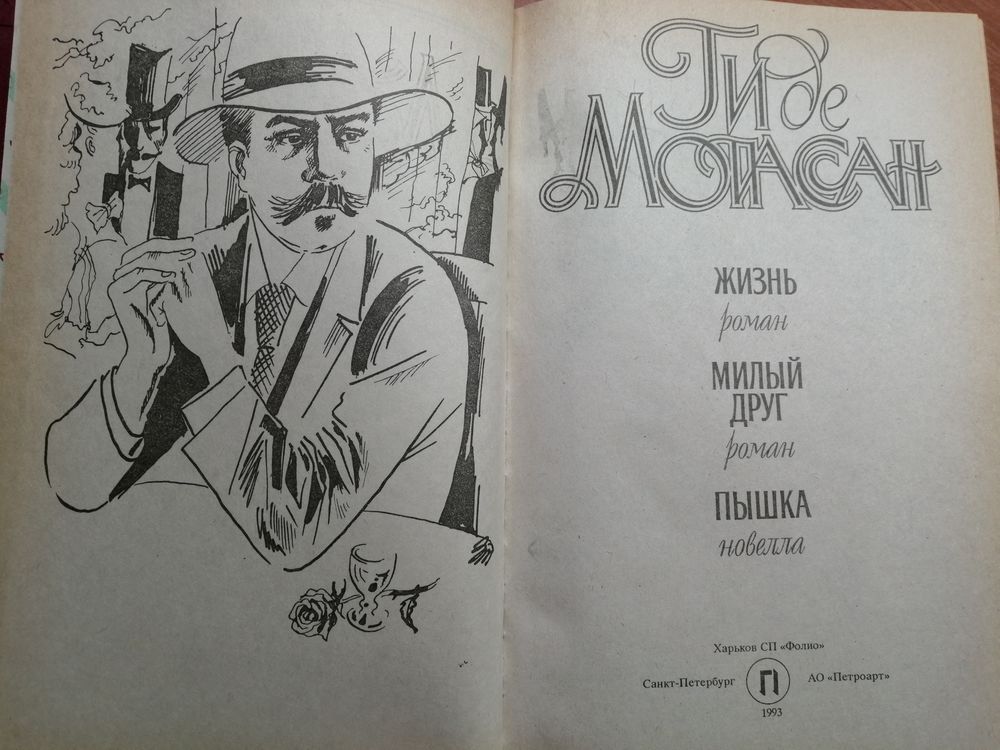 Ги де
Мопассан
ЖИЗНЬ
роман
МИЛЫЙ
ДРУГ
роман
ПЫШКА
новелла
Харьков СП «Фолио»
Санкт-Петербург П АО «Петроарт»
1993